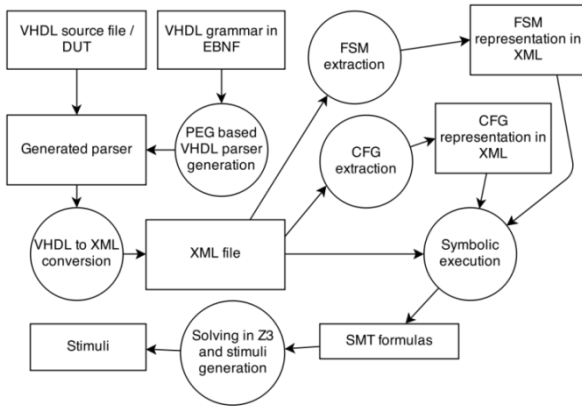 VHDL source file /
DUT
VHDL grammar in
EBNF
FSM
extraction
FSM
representation in
XML
Generated parser
PEG based
VHDL parser
generation
CFG
extraction
CFG
representation in
XML
VHDL to XML
conversion
XML file
Symbolic
execution
Stimuli
Solving in Z3
and stimuli
generation
SMT formulas